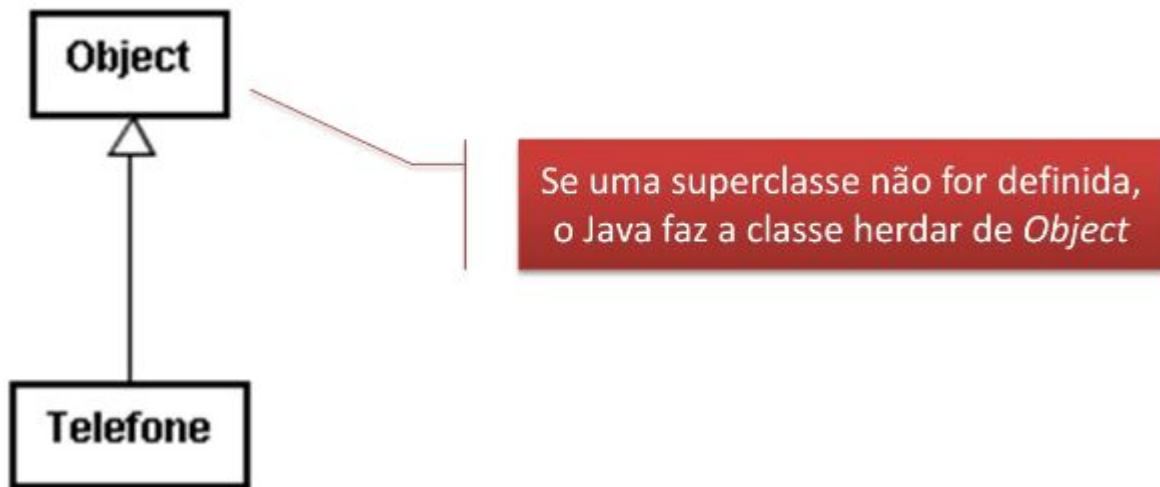 Object
Se uma superclasse não for definida,
o Java faz a classe herdar de Object
Telefone